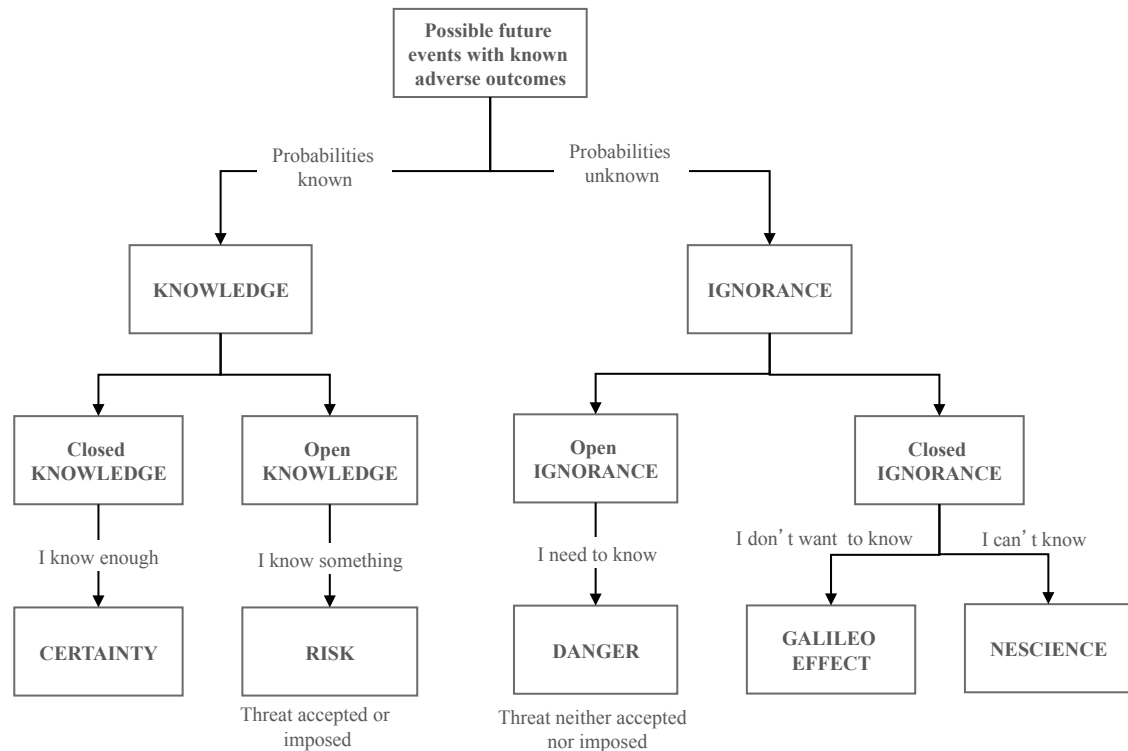 Possible future
events with known
adverse outcomes
Probabilities
known
Probabilities
unknown
KNOWLEDGE
IGNORANCE
Closed
KNOWLEDGE
Open
KNOWLEDGE
Open
IGNORANCE
Closed
IGNORANCE
I know enough
I know something
I need to know
I don’t want to know
I can’t know
CERTAINTY
RISK
DANGER
GALILEO
EFFECT
NESCIENCE
Threat accepted or
imposed
Threat neither accepted
nor imposed